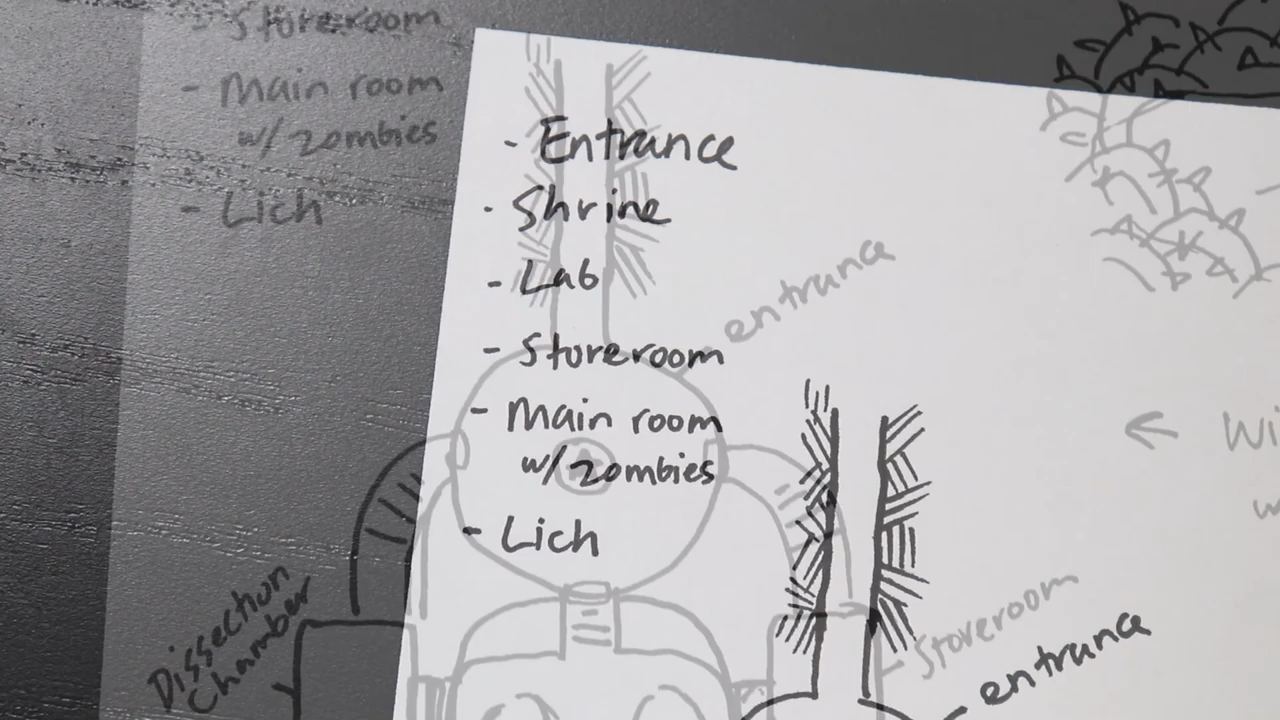 - Storeroom
- Main room
w/ zombies
- Lich
- Entrance
- Shrine
- Lab
- Storeroom
- Main room
w/ zombies
- Lich
entrance
Dissection
Chamber
Storeroom
entrance